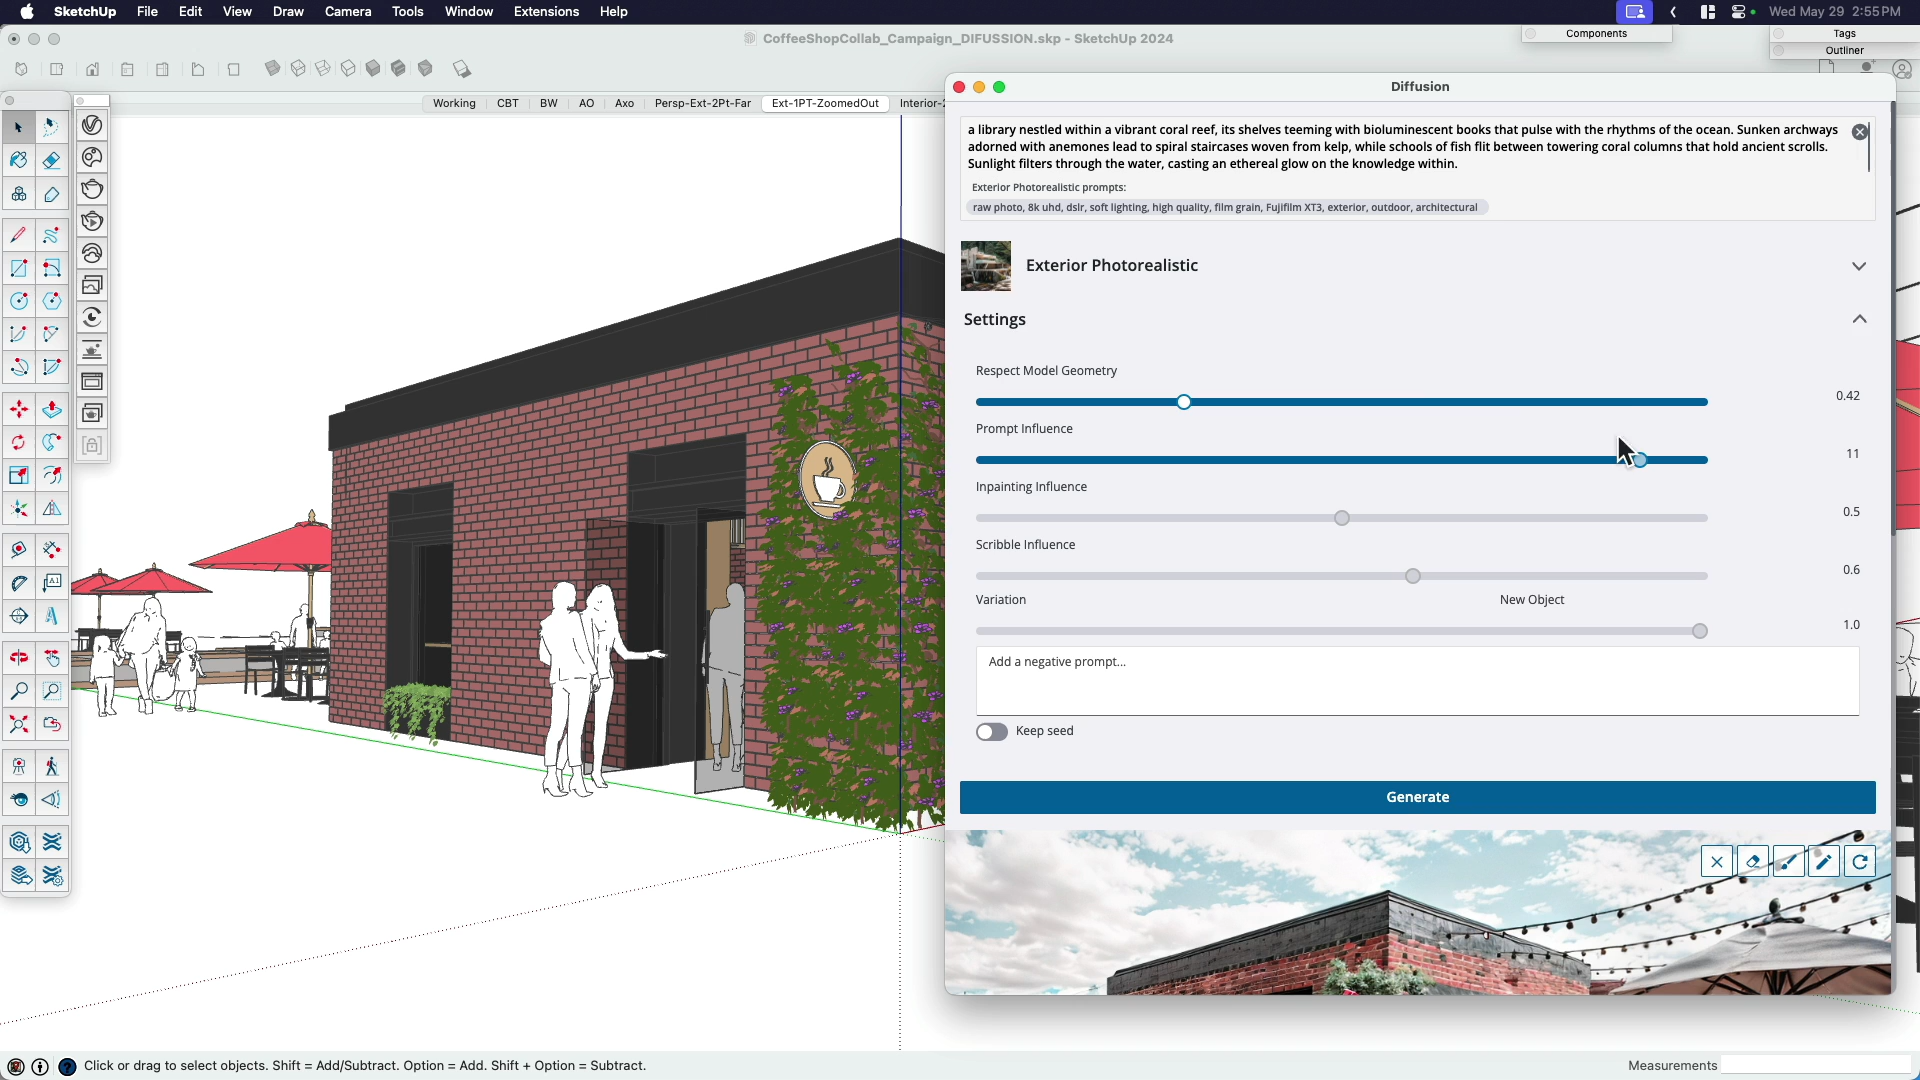 SketchUp File Edit View Draw Camera Tools Window Extensions Help
Wed May 29 2:55PM
CoffeeShopCollab_Campaign_DIFUSSION.skp - SketchUp 2024
Components
Tags
Outliner
Working CBT BW AO Axo Persp-Ext-2Pt-Far Ext-1PT-ZoomedOut Interior-2
Diffusion
a library nestled within a vibrant coral reef, its shelves teeming with bioluminescent books that pulse with the rhythms of the ocean. Sunken archways
adorned with anemones lead to spiral staircases woven from kelp, while schools of fish flit between towering coral columns that hold ancient scrolls.
Sunlight filters through the water, casting an ethereal glow on the knowledge within.
Exterior Photorealistic prompts:
raw photo, 8k uhd, dslr, soft lighting, high quality, film grain, Fujifilm XT3, exterior, outdoor, architectural
Exterior Photorealistic
Settings
Respect Model Geometry
0.42
Prompt Influence
11
Inpainting Influence
0.5
Scribble Influence
0.6
Variation New Object
1.0
Add a negative prompt...
Keep seed
Generate
Click or drag to select objects. Shift = Add/Subtract. Option = Add. Shift + Option = Subtract.
Measurements